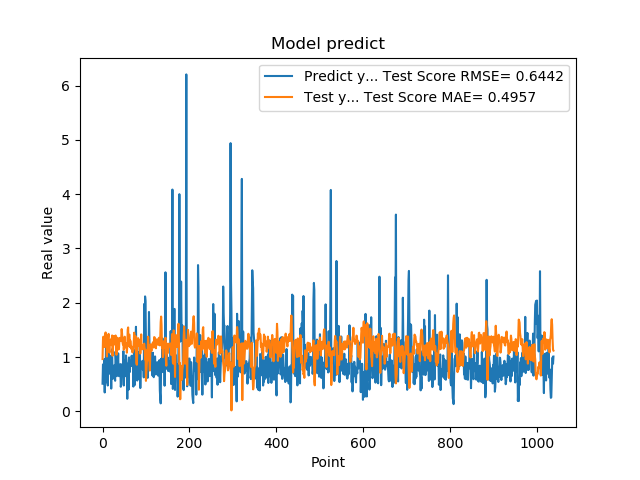 Model predict
Predict y... Test Score RMSE= 0.6442
Test y... Test Score MAE= 0.4957
6
5
4
3
2
1
0
Real value
0 200 400 600 800 1000
Point